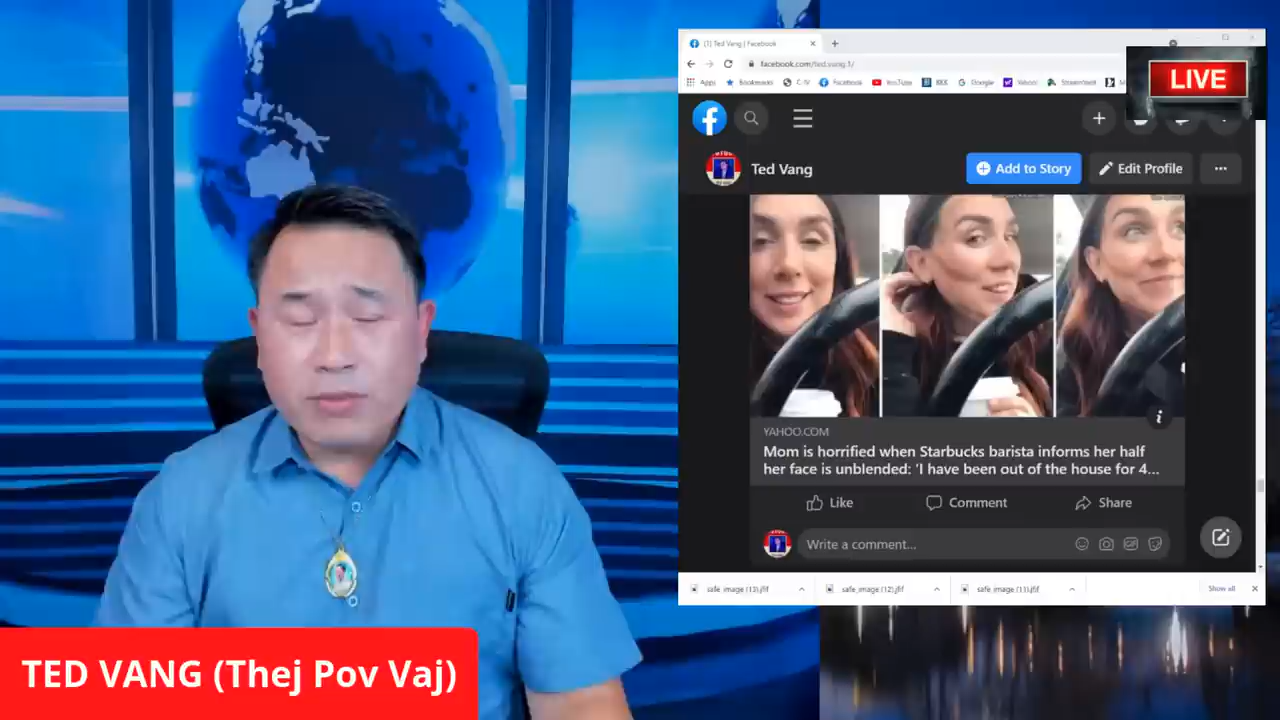 (1) Ted Vang | Facebook
facebook.com/ted.vang.1/
Apps
Bookmarks
Facebook
YouTube
Google
Yahoo!
LIVE
Ted Vang
Add to Story
Edit Profile
YAHOO.COM
Mom is horrified when Starbucks barista informs her half
her face is unblended: 'I have been out of the house for 4...
Like
Comment
Share
Write a comment...
GIF
safe_image (13).jfif
safe_image (12).jfif
safe_image (11).jfif
Show all
TED VANG (Thej Pov Vaj)